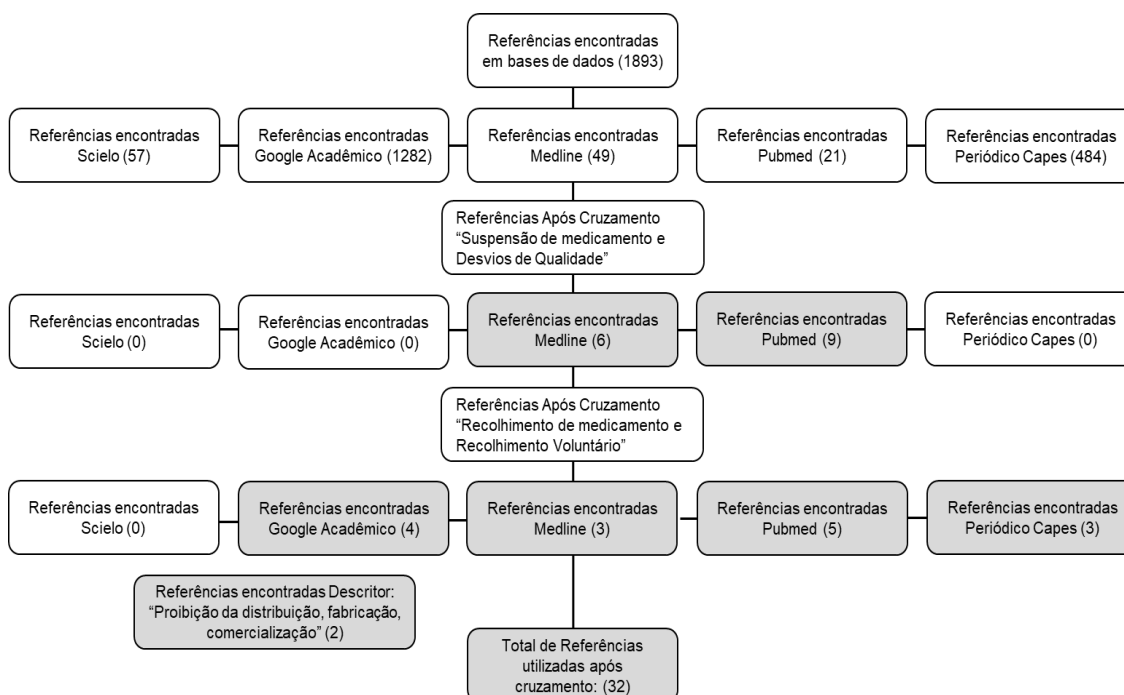 Referências encontradas
em bases de dados (1893)
Referências encontradas
Scielo (57)
Referências encontradas
Google Acadêmico (1282)
Referências encontradas
Medline (49)
Referências encontradas
Pubmed (21)
Referências encontradas
Periódico Capes (484)
Referências Após Cruzamento
“Suspensão de medicamento e
Desvios de Qualidade”
Referências encontradas
Scielo (0)
Referências encontradas
Google Acadêmico (0)
Referências encontradas
Medline (6)
Referências encontradas
Pubmed (9)
Referências encontradas
Periódico Capes (0)
Referências Após Cruzamento
“Recolhimento de medicamento e
Recolhimento Voluntário”
Referências encontradas
Scielo (0)
Referências encontradas
Google Acadêmico (4)
Referências encontradas
Medline (3)
Referências encontradas
Pubmed (5)
Referências encontradas
Periódico Capes (3)
Referências encontradas Descritor:
“Proibição da distribuição, fabricação,
comercialização” (2)
Total de Referências
utilizadas após
cruzamento: (32)